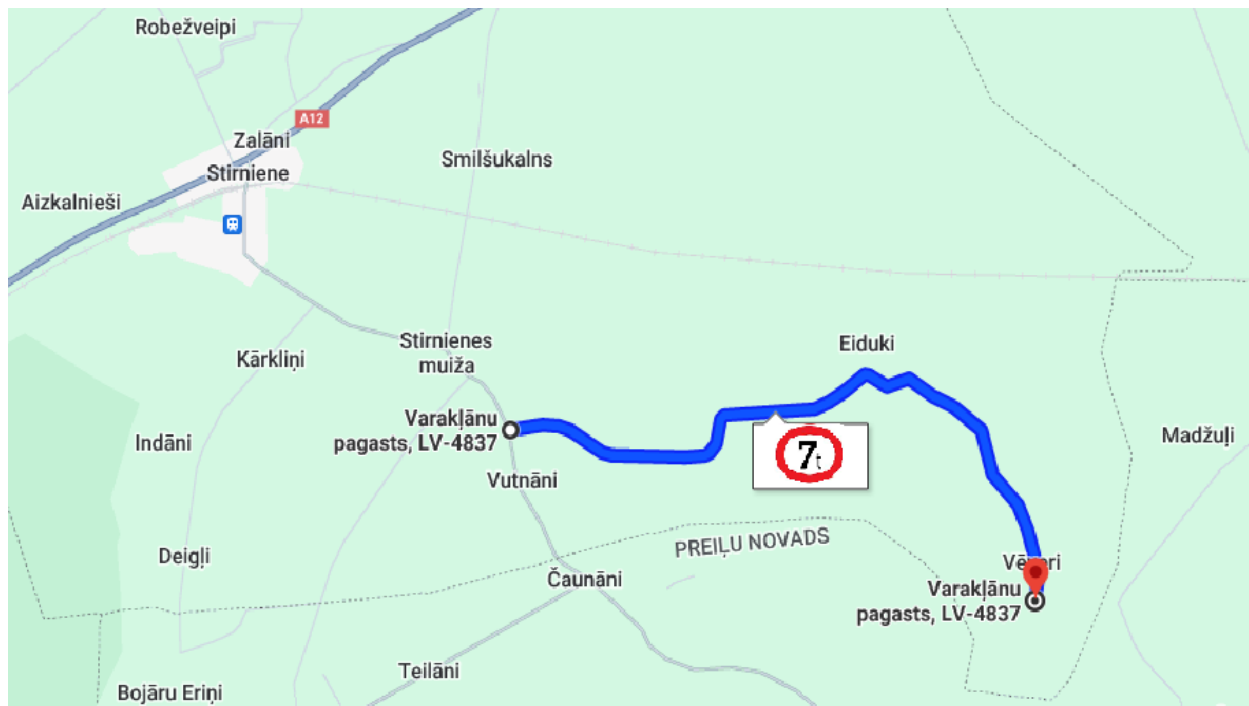 Robežveipi
A12
Zalāni
Stirniene
Smilšukalns
Aizkalnieši
Stirnienes
muiža
Eiduki
Kārkliņi
Varakļānu
pagasts, LV-4837
Indāni
Madžuļi
7t
Vutnāni
PREIĻU NOVADS
Deigļi
Čaunāni
Varakļānu
pagasts, LV-4837
Teilāni
Bojāru Eriņi